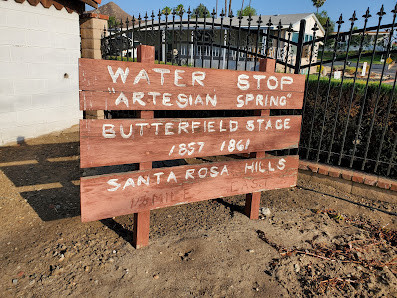 WATER STOP
"ARTESIAN SPRING"
BUTTERFIELD STAGE
1857 1861
SANTA ROSA HILLS